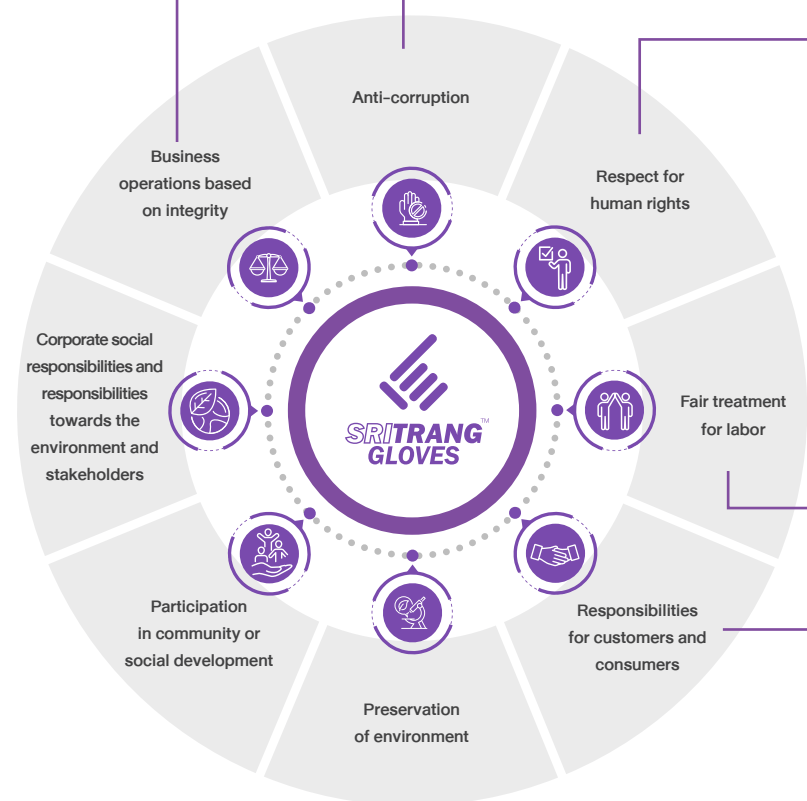 Anti-corruption
Respect for
human rights
Fair treatment
for labor
Responsibilities
for customers and
consumers
Preservation
of environment
Participation
in community or
social development
Corporate social
responsibilities and
responsibilities
towards the
environment and
stakeholders
Business
operations based
on integrity
SRITRANG™
GLOVES